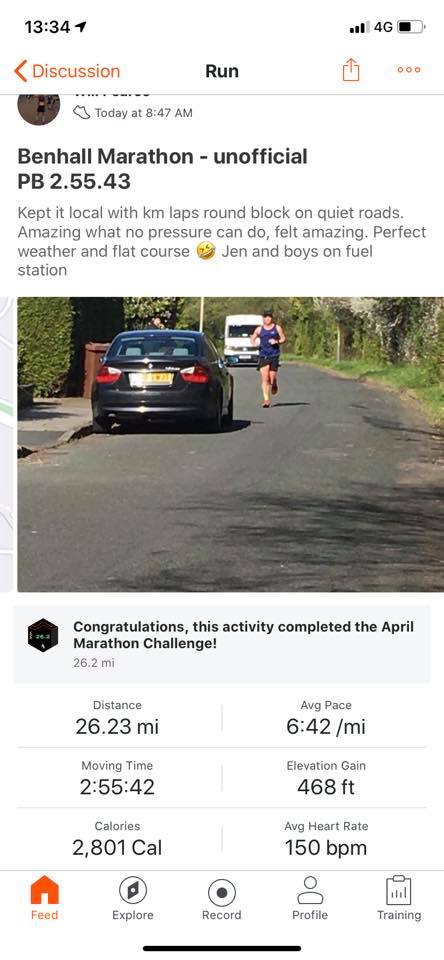 13:34
4G
Discussion
Run
Today at 8:47 AM
Benhall Marathon - unofficial
PB 2.55.43
Kept it local with km laps round block on quiet roads.
Amazing what no pressure can do, felt amazing. Perfect
weather and flat course 🤣 Jen and boys on fuel
station
26.2
Congratulations, this activity completed the April
Marathon Challenge!
26.2 mi
Distance
26.23 mi
Avg Pace
6:42 /mi
Moving Time
2:55:42
Elevation Gain
468 ft
Calories
2,801 Cal
Avg Heart Rate
150 bpm
Feed
Explore
Record
Profile
Training